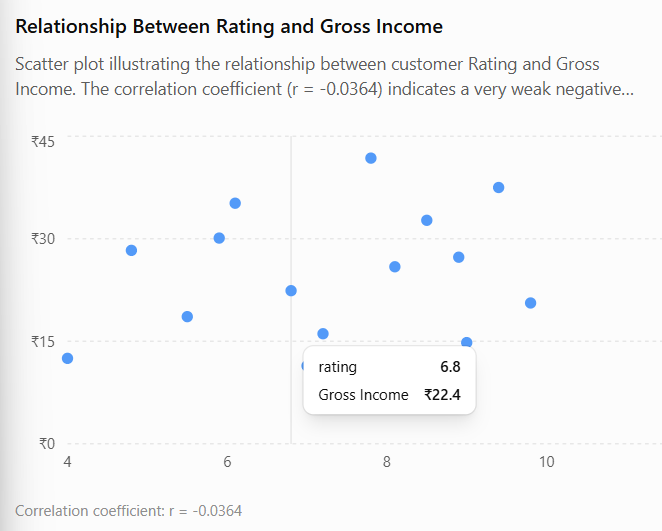 Relationship Between Rating and Gross Income
Scatter plot illustrating the relationship between customer Rating and Gross
Income. The correlation coefficient (r = -0.0364) indicates a very weak negative...
₹45
₹30
₹15
₹0
rating 6.8
Gross Income ₹22.4
4 6 8 10
Correlation coefficient: r = -0.0364